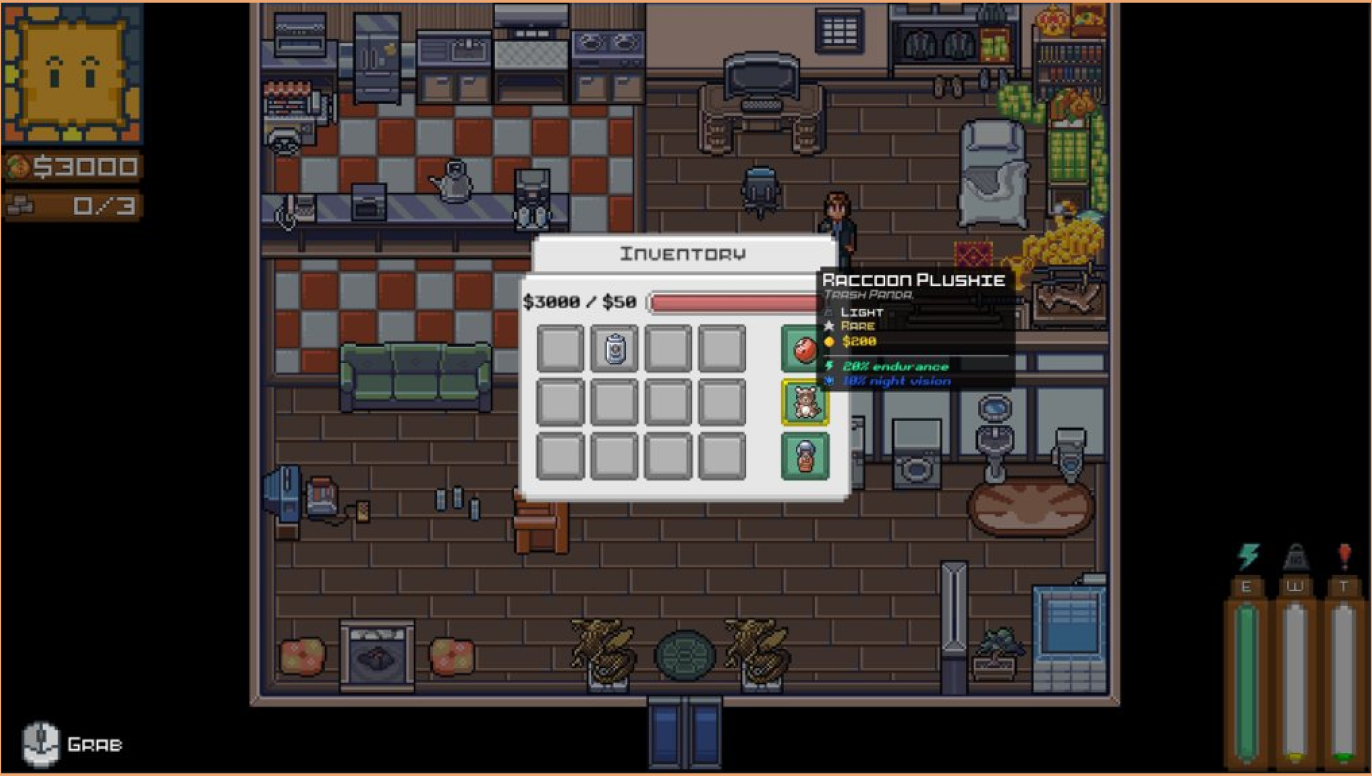 $3000
0/3
Inventory
$3000 / $50
Raccoon Plushie
Trash Panda.
Light
Rare
$200
20% endurance
10% night vision
E W T
Grab